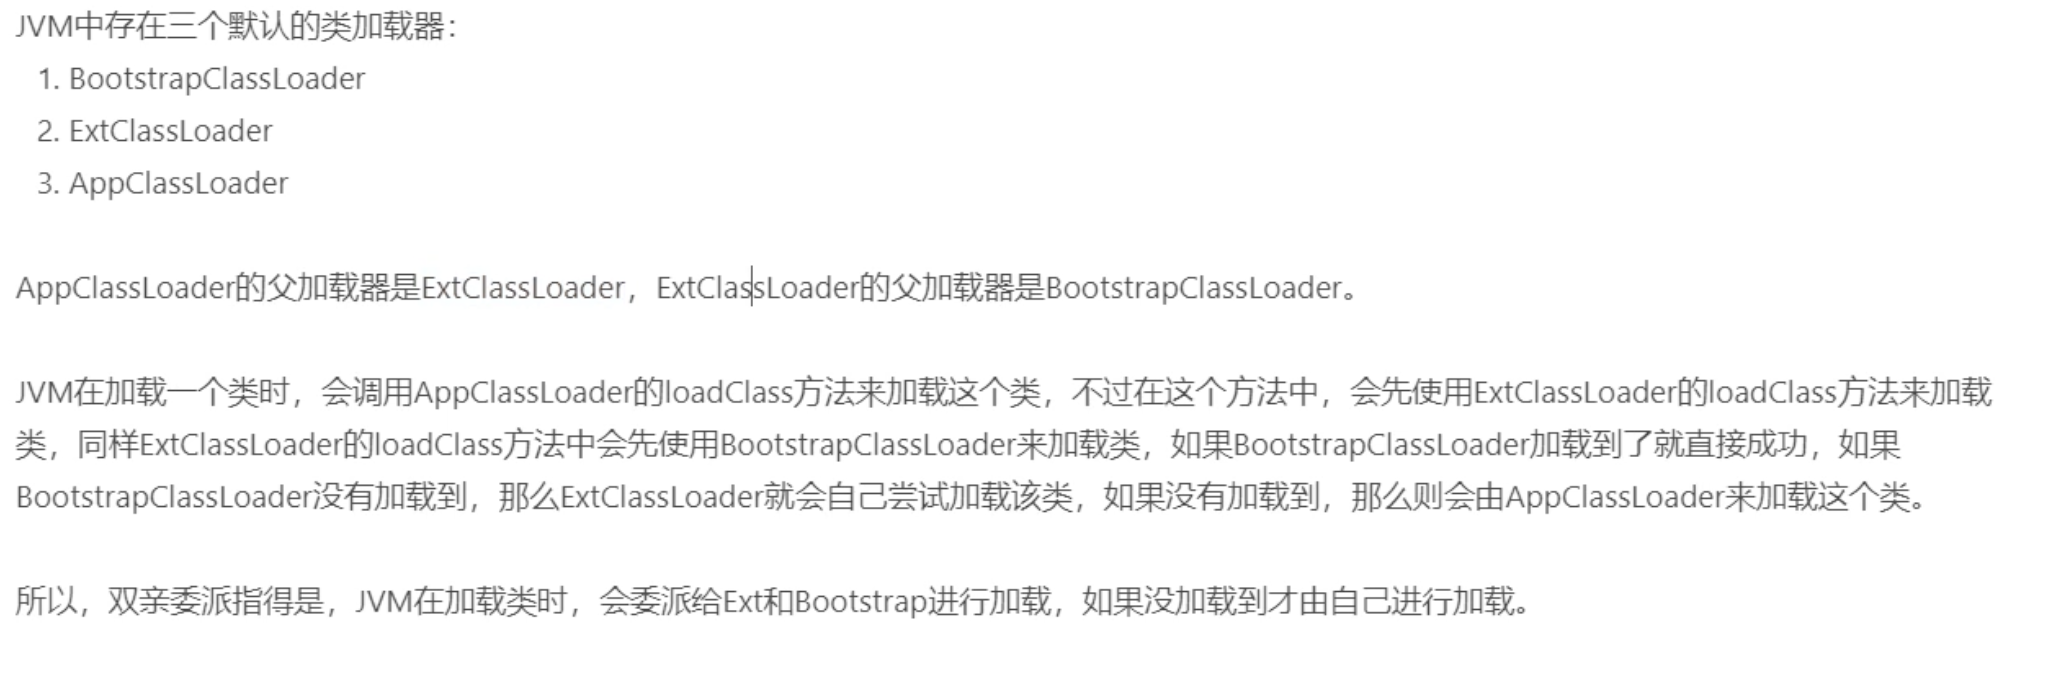 JVM中存在三个默认的类加载器：
1. BootstrapClassLoader
2. ExtClassLoader
3. AppClassLoader
AppClassLoader的父加载器是ExtClassLoader，ExtClassLoader的父加载器是BootstrapClassLoader。
JVM在加载一个类时，会调用AppClassLoader的loadClass方法来加载这个类，不过在这个方法中，会先使用ExtClassLoader的loadClass方法来加载
类，同样ExtClassLoader的loadClass方法中会先使用BootstrapClassLoader来加载类，如果BootstrapClassLoader加载到了就直接成功，如果
BootstrapClassLoader没有加载到，那么ExtClassLoader就会自己尝试加载该类，如果没有加载到，那么则会由AppClassLoader来加载这个类。
所以，双亲委派指得是，JVM在加载类时，会委派给Ext和Bootstrap进行加载，如果没加载到才由自己进行加载。